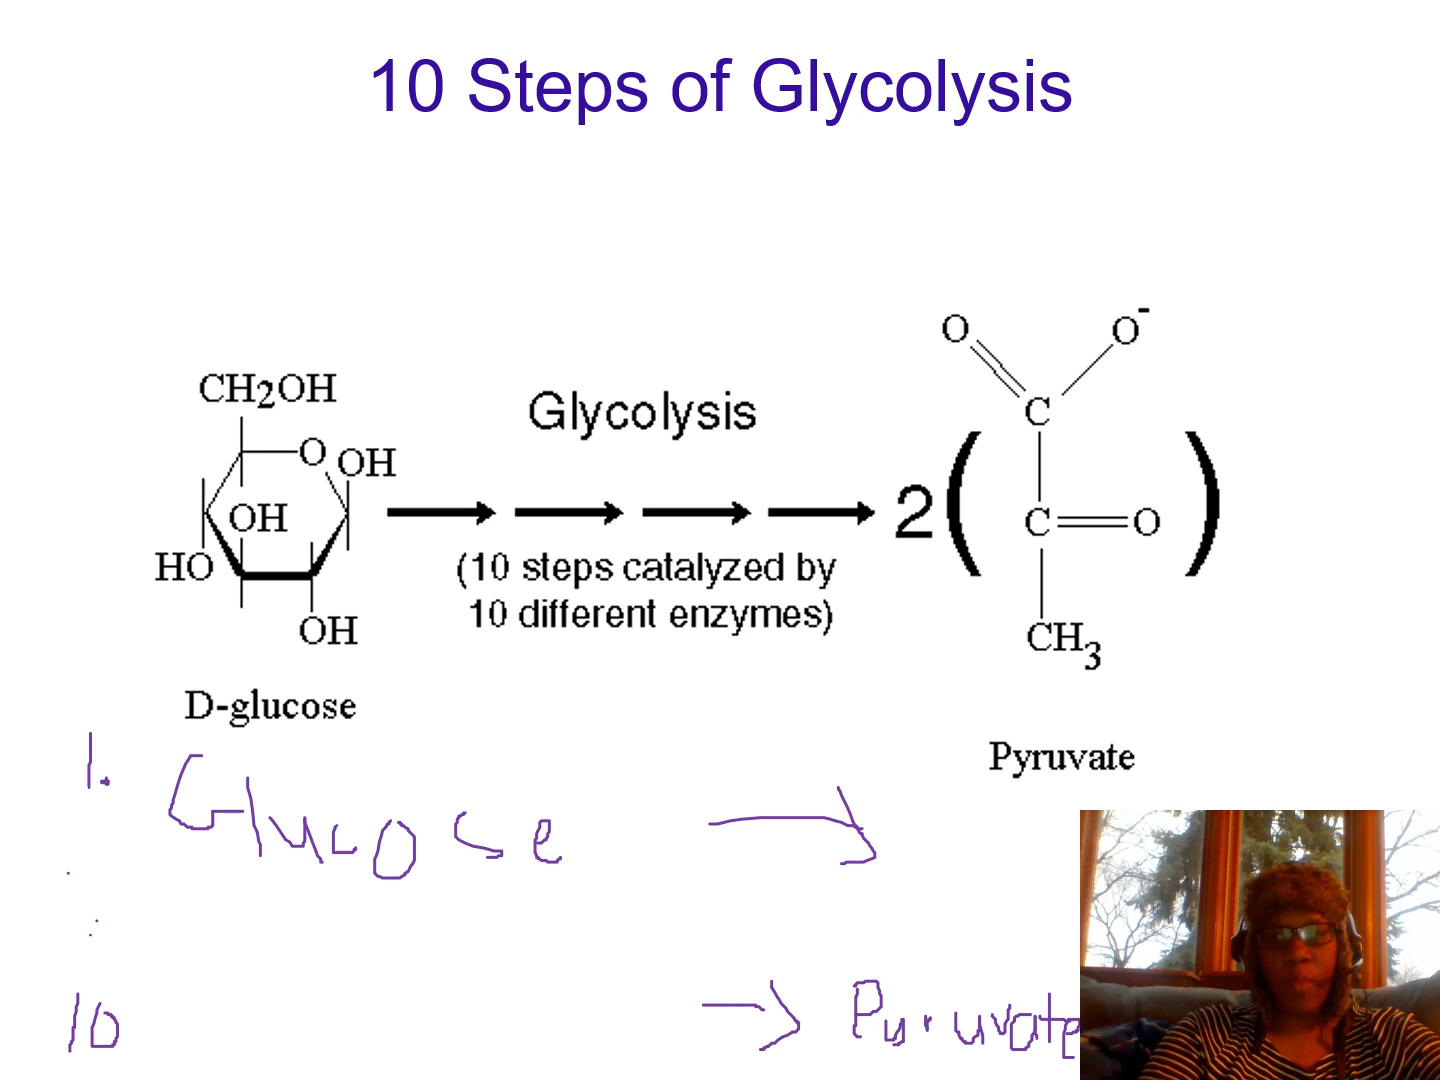 10 Steps of Glycolysis
CH2OH
O
OH
OH
HO
OH
D-glucose
Glycolysis
(10 steps catalyzed by
10 different enzymes)
2
O
O-
C
C
O
CH3
Pyruvate
1. Glucose →
10 → Pyruvate